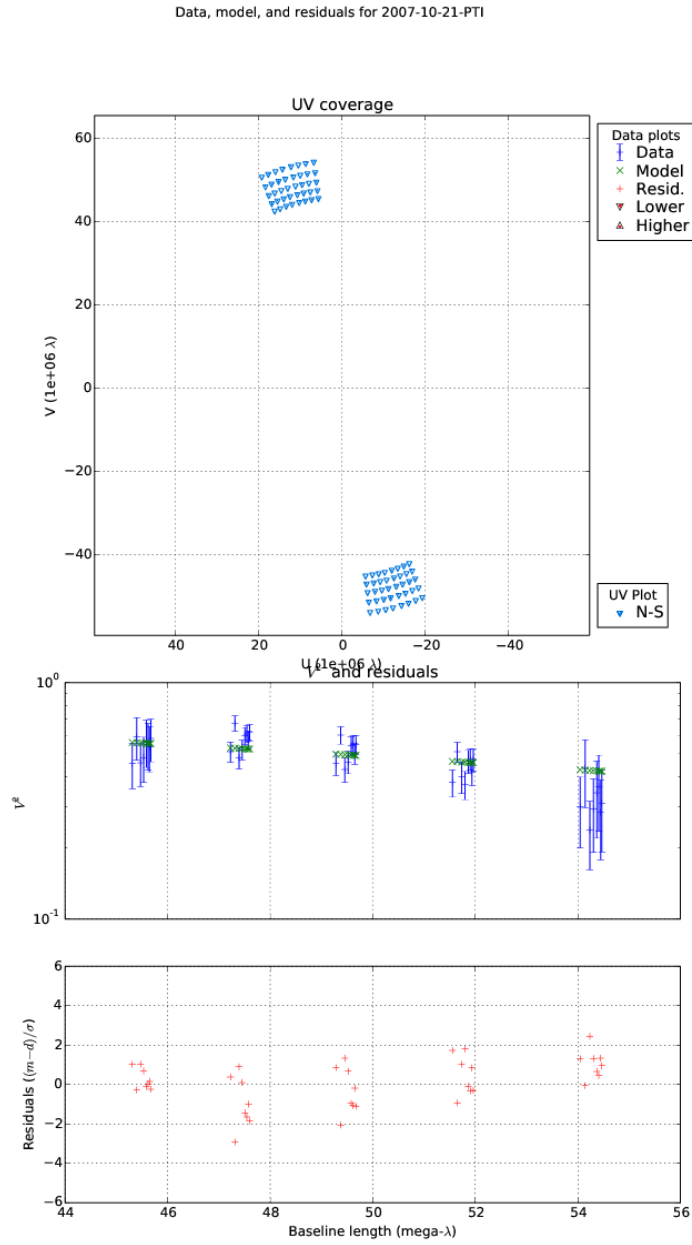 Data, model, and residuals for 2007-10-21-PTI
UV coverage
60
40
20
0
−20
−40
V (1e+06 λ)
40 20 0 −20 −40
U (1e+06 λ)
Data plots
Data
Model
Resid.
Lower
Higher
UV Plot
N-S
V² and residuals
10⁰
10⁻¹
V²
6
4
2
0
−2
−4
−6
Residuals ((m−d)/σ)
44 46 48 50 52 54 56
Baseline length (mega-λ)